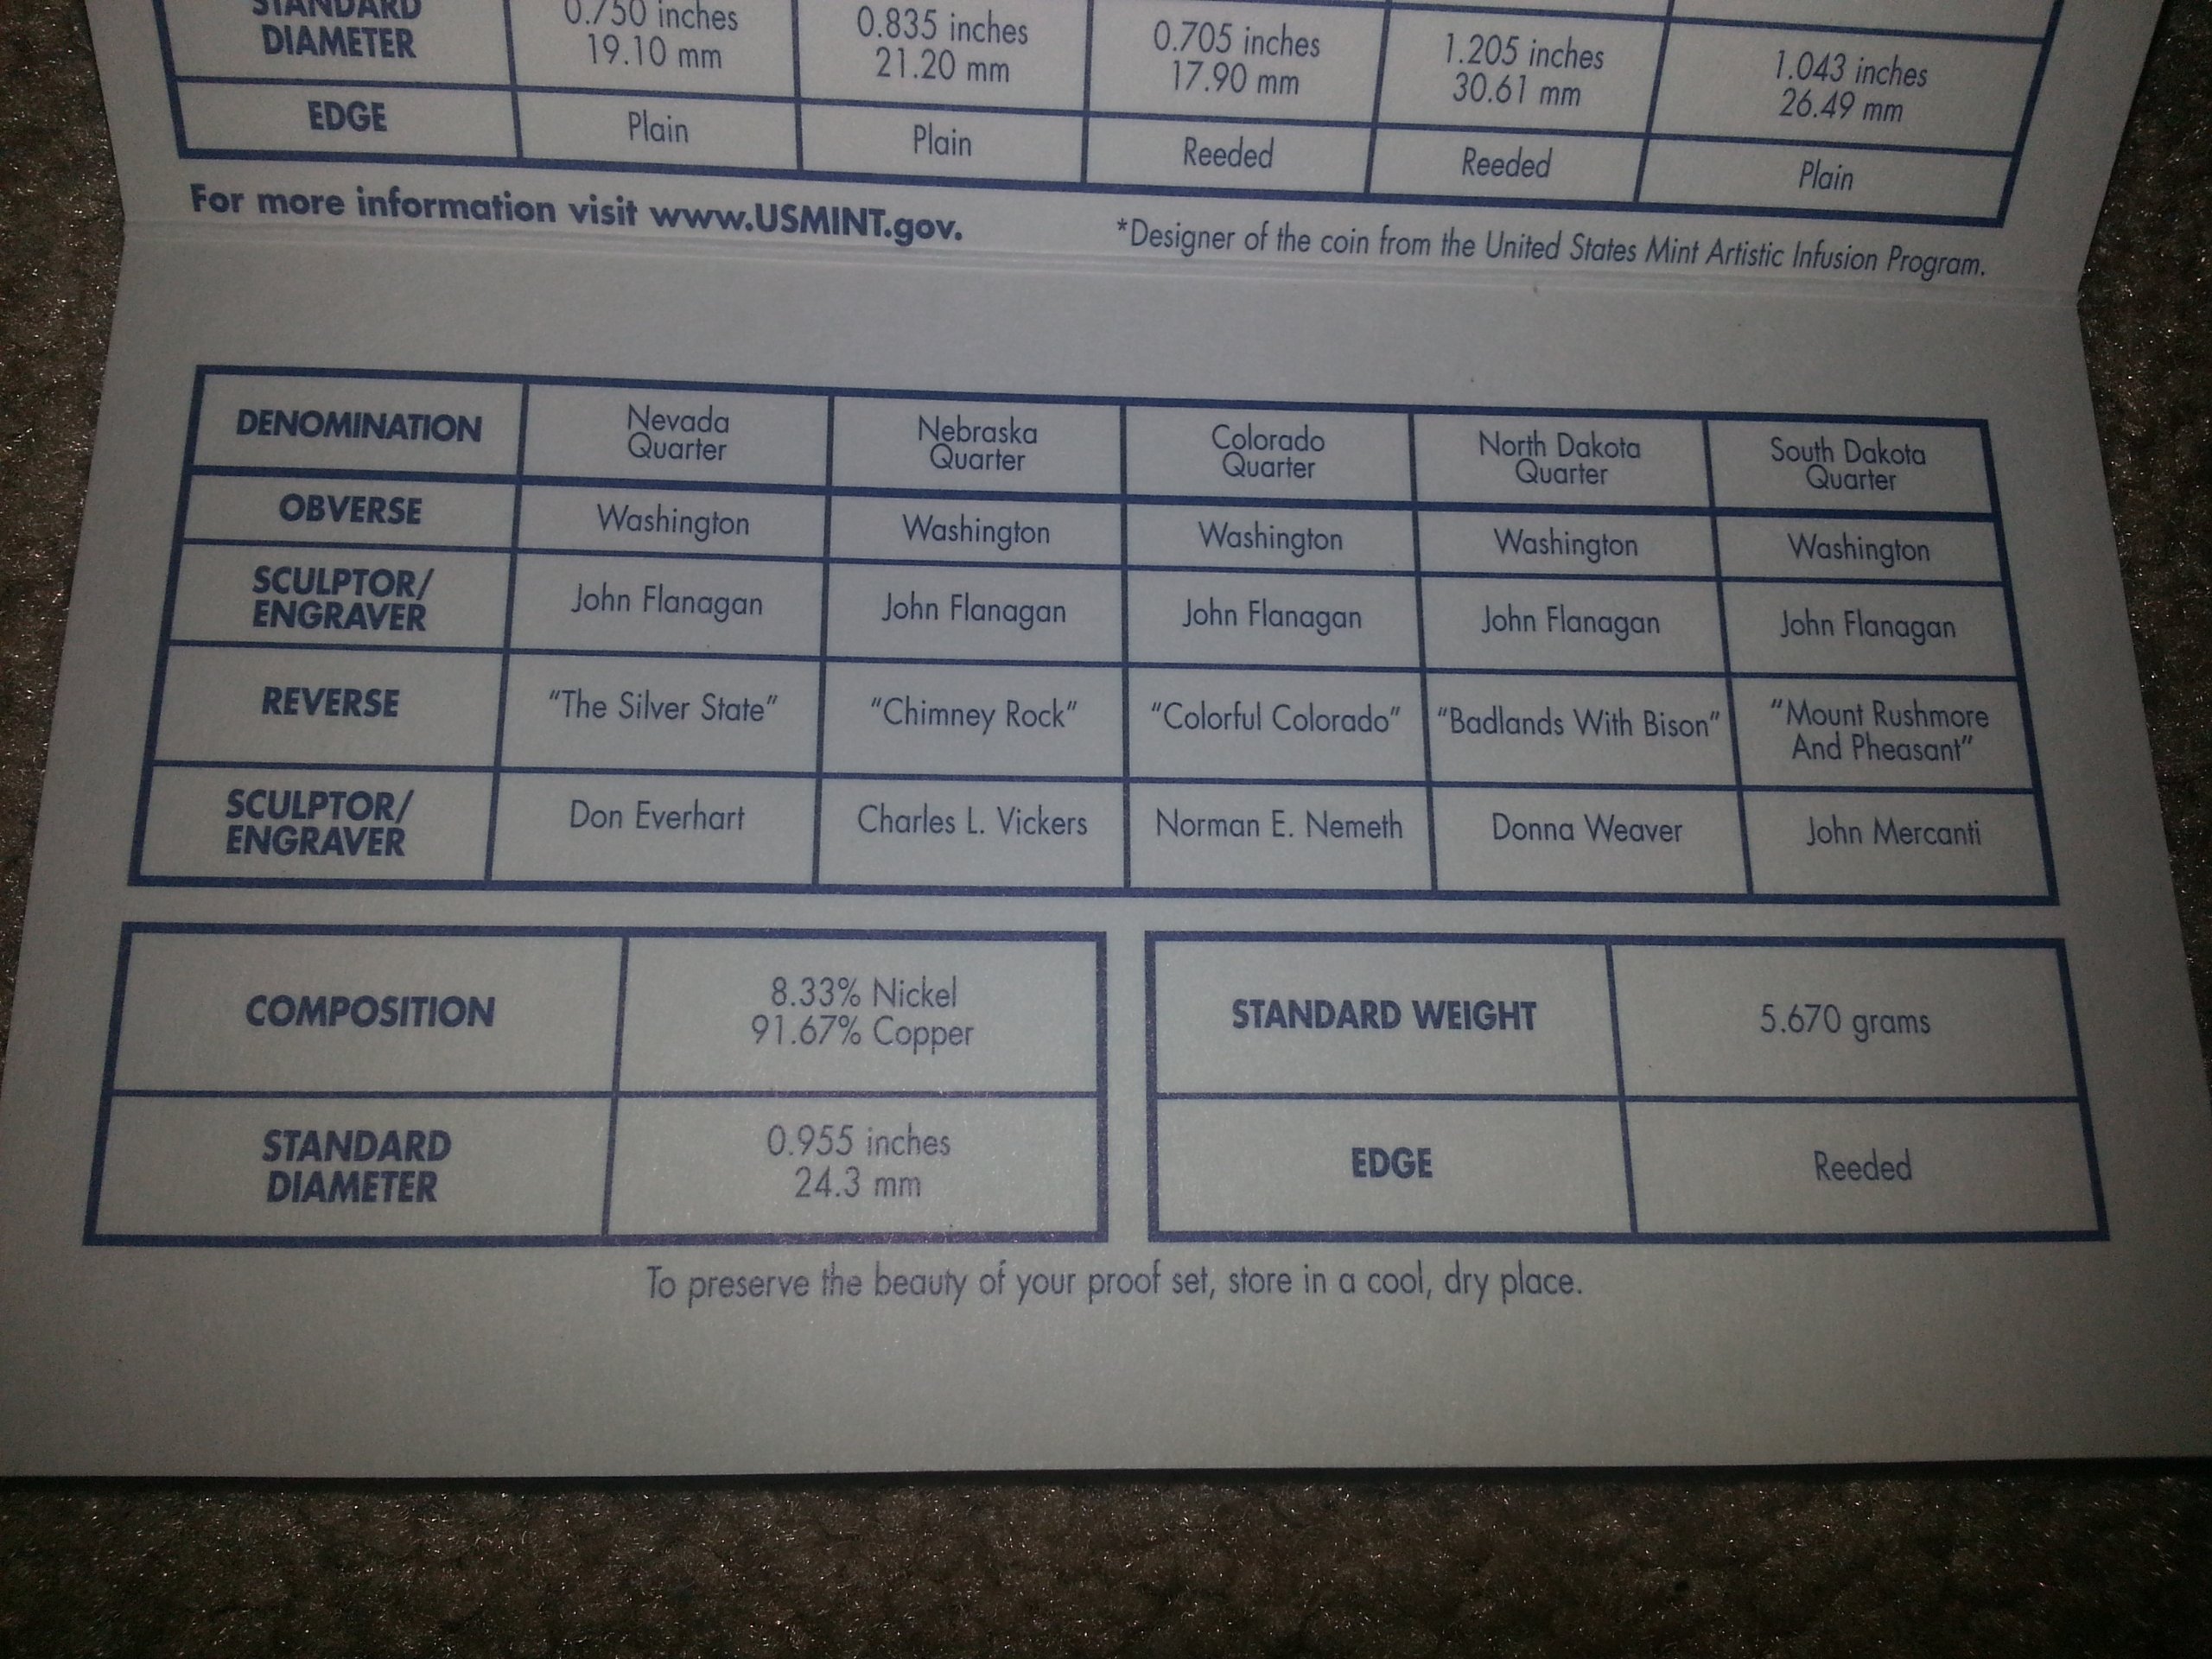 STANDARD 0.750 inches 0.835 inches 0.705 inches 1.205 inches 1.043 inches
DIAMETER 19.10 mm 21.20 mm 17.90 mm 30.61 mm 26.49 mm
EDGE Plain Plain Reeded Reeded Plain
For more information visit www.USMINT.gov.
*Designer of the coin from the United States Mint Artistic Infusion Program.
DENOMINATION Nevada Nebraska Colorado North Dakota South Dakota
Quarter Quarter Quarter Quarter Quarter
OBVERSE Washington Washington Washington Washington Washington
SCULPTOR/
ENGRAVER John Flanagan John Flanagan John Flanagan John Flanagan John Flanagan
REVERSE "The Silver State" "Chimney Rock" "Colorful Colorado" "Badlands With Bison" "Mount Rushmore
And Pheasant"
SCULPTOR/
ENGRAVER Don Everhart Charles L. Vickers Norman E. Nemeth Donna Weaver John Mercanti
COMPOSITION 8.33% Nickel
91.67% Copper
STANDARD 0.955 inches
DIAMETER 24.3 mm
STANDARD WEIGHT 5.670 grams
EDGE Reeded
To preserve the beauty of your proof set, store in a cool, dry place.